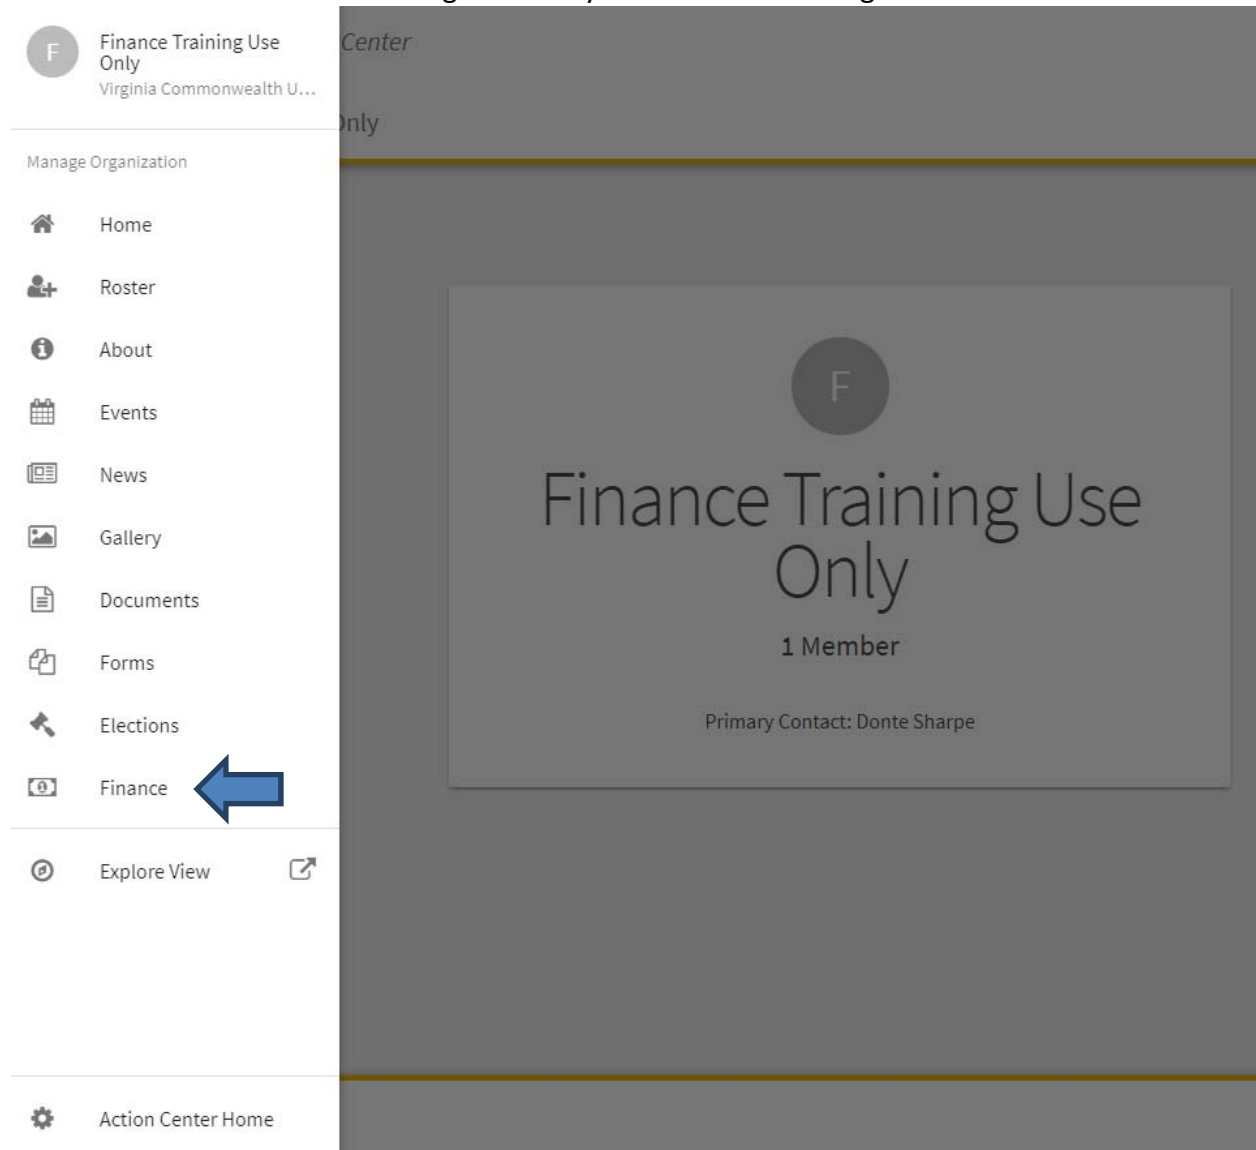 F
Finance Training Use
Only
Virginia Commonwealth U...
Center
Only
Manage Organization
Home
Roster
About
Events
News
Gallery
Documents
Forms
Elections
Finance
Explore View
Action Center Home
F
Finance Training Use
Only
1 Member
Primary Contact: Donte Sharpe